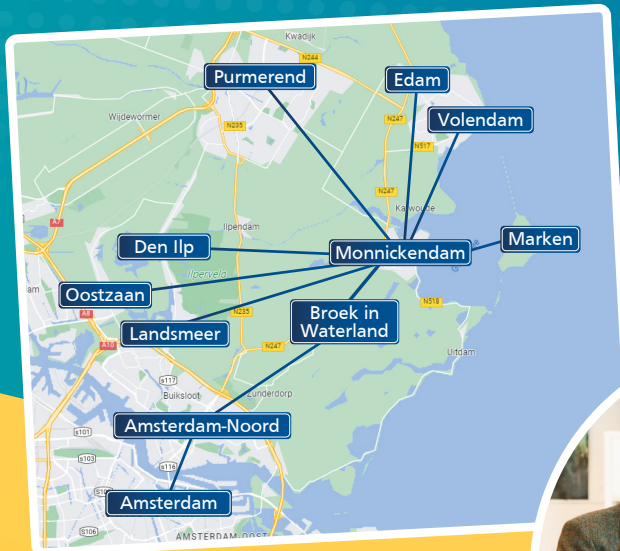 Kwadijk
N244
Purmerend
Edam
Wijdewormer
N247
Volendam
N235
N517
N247
Katwoude
A7
Ilpendam
Den Ilp
Monnickendam
Marken
Ilperveld
Oostzaan
N518
A8
N235
Broek in
Waterland
Landsmeer
A10
N247
Uitdam
s117
Buiksloot
Zunderdorp
Amsterdam-Noord
s101
s103
s116
Amsterdam
S106
AMSTERDAM-OOST